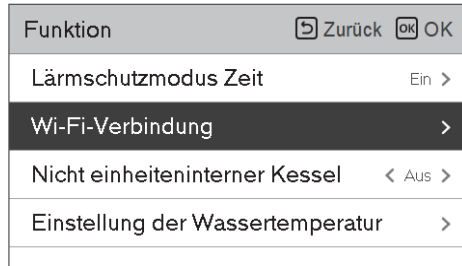 Funktion Zurück OK OK
Lärmschutzmodus Zeit Ein >
Wi-Fi-Verbindung >
Nicht einheiteninterner Kessel < Aus >
Einstellung der Wassertemperatur >